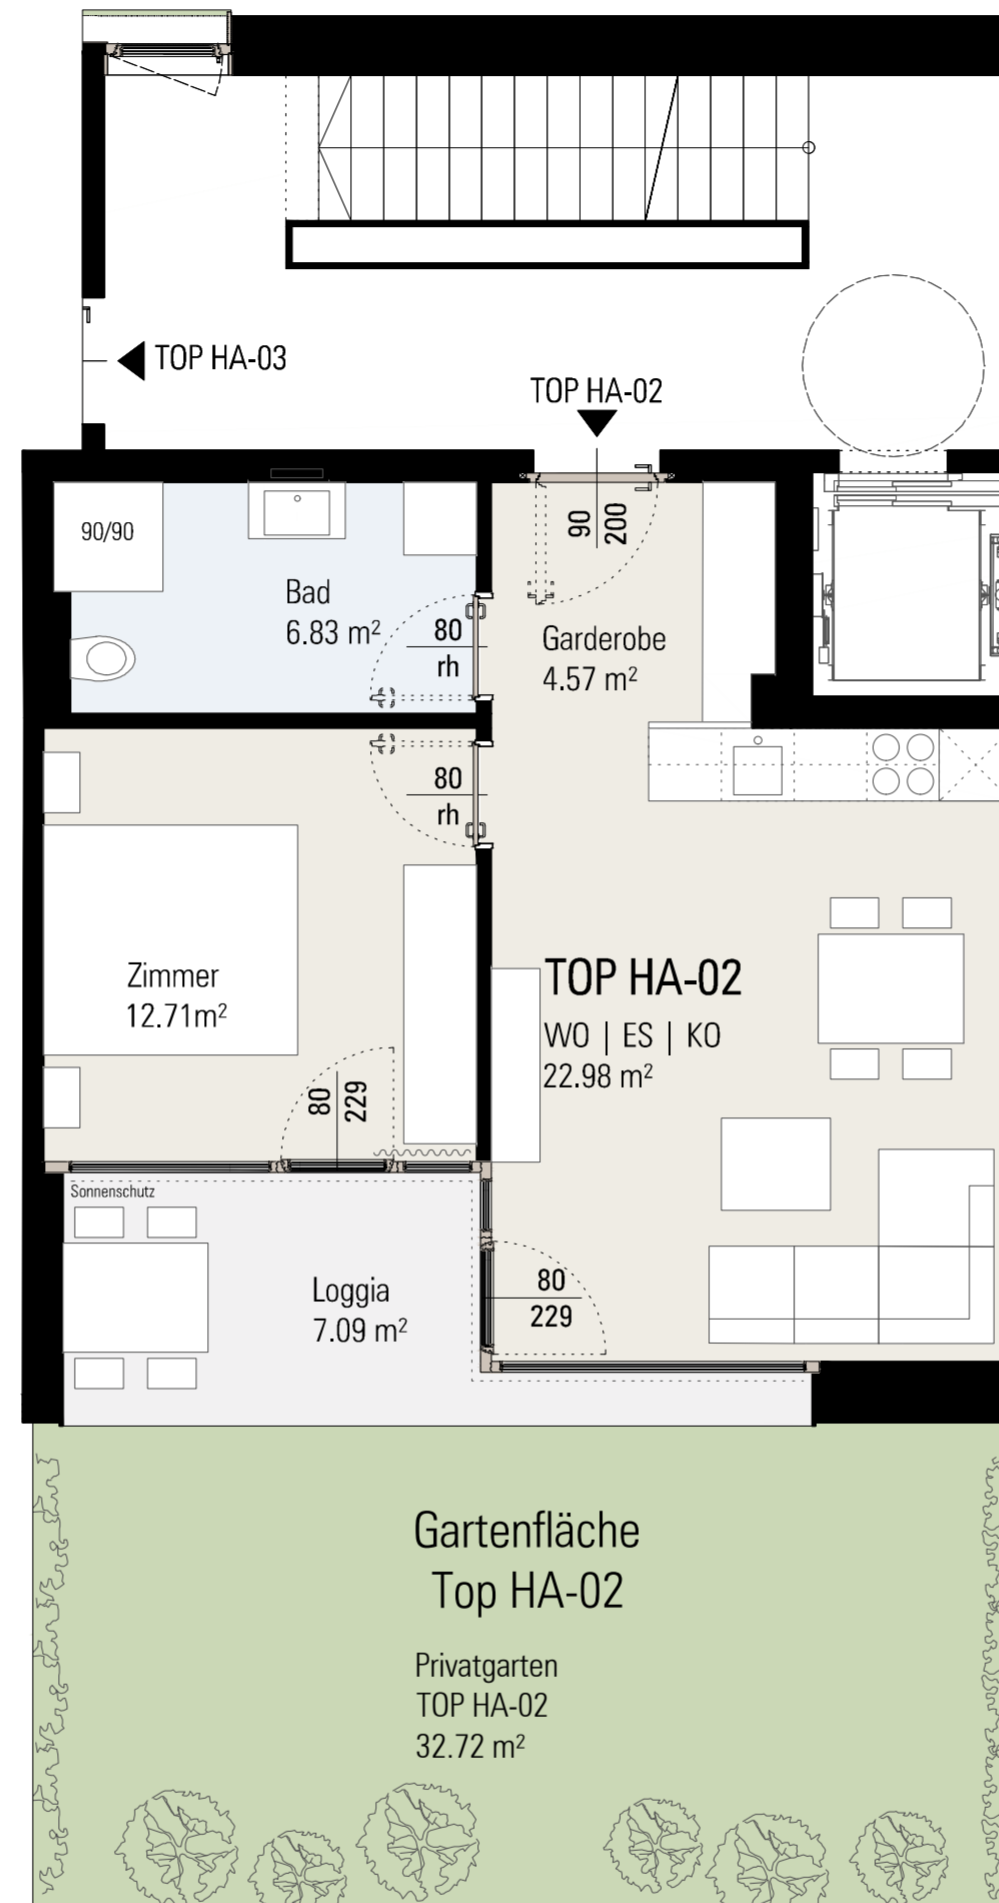 TOP HA-03
TOP HA-02
90/90
90
200
Bad
6.83 m²
80
rh
Garderobe
4.57 m²
80
rh
Zimmer
12.71m²
TOP HA-02
WO | ES | KO
22.98 m²
80
229
Sonnenschutz
Loggia
7.09 m²
80
229
Gartenfläche
Top HA-02
Privatgarten
TOP HA-02
32.72 m²